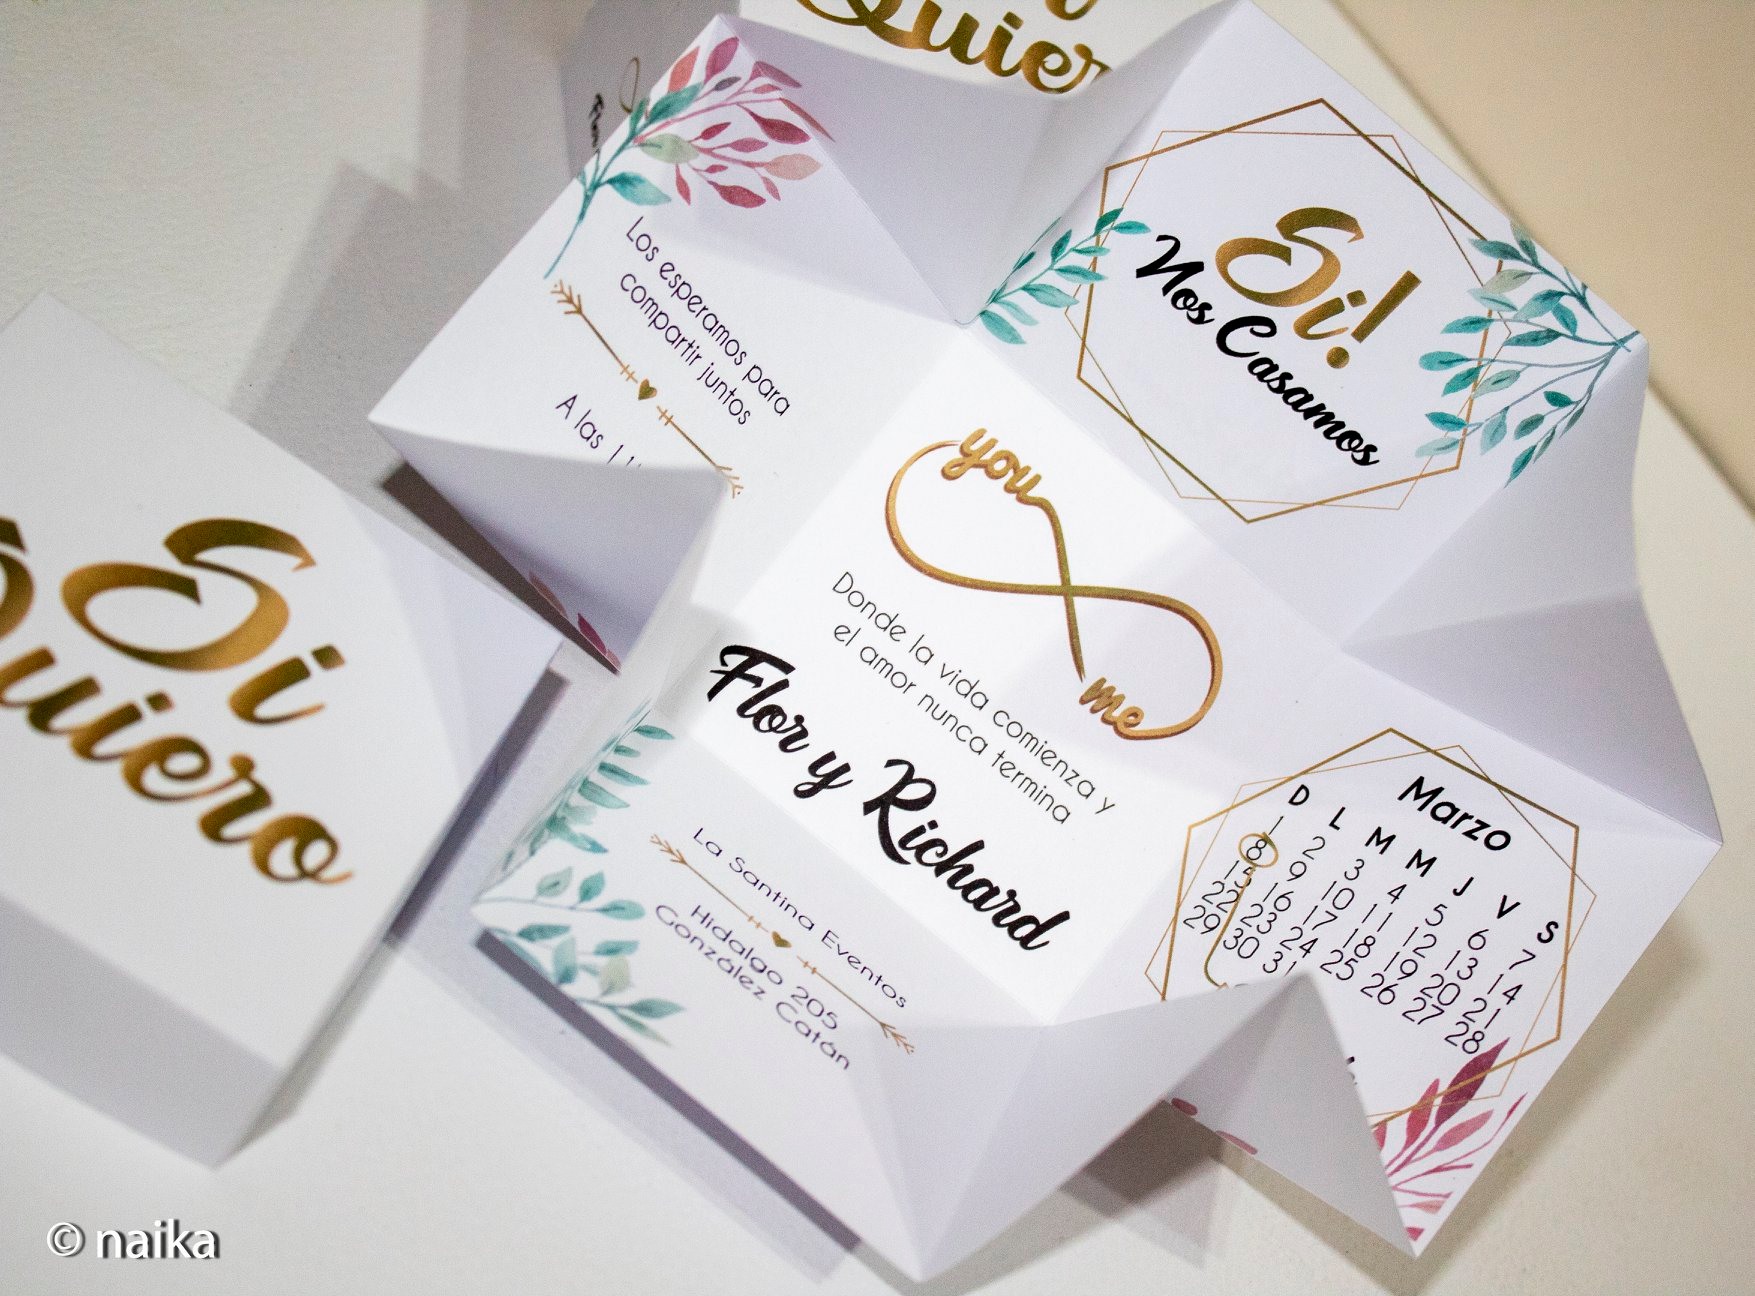 Quiero
Los esperamos para
compartir juntos
A las
Si!
Nos Casamos
you
me
Donde la vida comienza y
el amor nunca termina
Flor y Richard
La Santina Eventos
Hidalgo 205
González Catán
Marzo
D L M M J V S
1 2 3 4 5 6 7
8 9 10 11 12 13 14
15 16 17 18 19 20 21
22 23 24 25 26 27 28
29 30 31
Si
Quiero
© naika